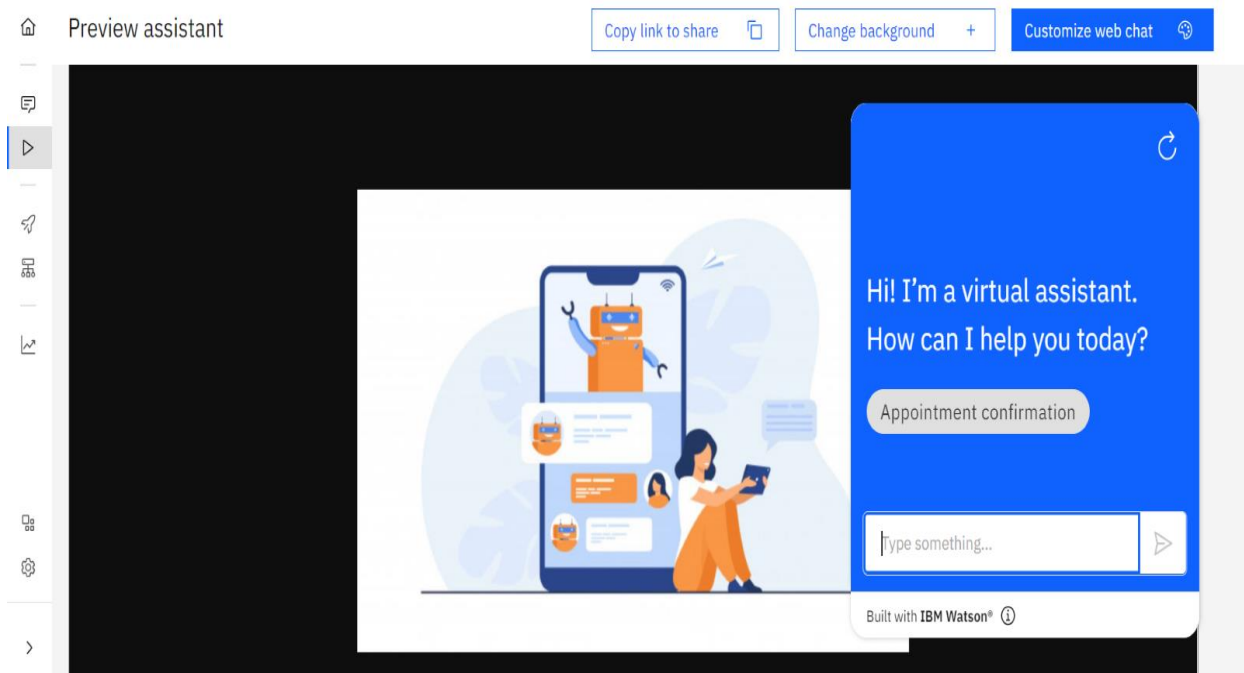 Preview assistant
Copy link to share
Change background +
Customize web chat
Hi! I’m a virtual assistant.
How can I help you today?
Appointment confirmation
Type something...
Built with IBM Watson®